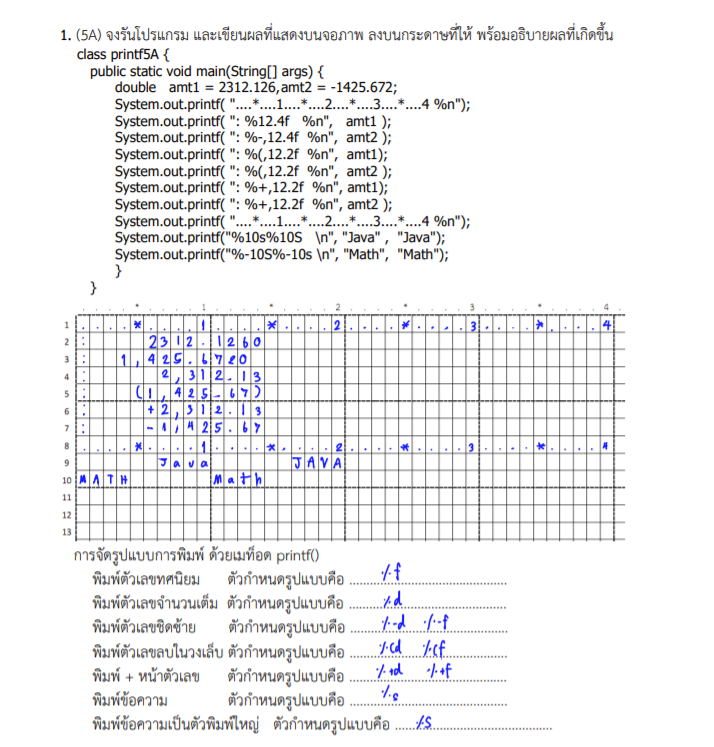 1. (5A) จงรันโปรแกรม และเขียนผลที่แสดงบนจอภาพ ลงบนกระดาษที่ให้ พร้อมอธิบายผลที่เกิดขึ้น
class printf5A {
public static void main(String[] args) {
double amt1 = 2312.126,amt2 = -1425.672;
System.out.printf( "....*....1....*....2....*....3....*....4 %n");
System.out.printf( ": %12.4f %n", amt1 );
System.out.printf( ": %-,12.4f %n", amt2 );
System.out.printf( ": %(,12.2f %n", amt1);
System.out.printf( ": %(,12.2f %n", amt2 );
System.out.printf( ": %+,12.2f %n", amt1);
System.out.printf( ": %+,12.2f %n", amt2 );
System.out.printf( "....*....1....*....2....*....3....*....4 %n");
System.out.printf("%10s%10S \n", "Java" , "Java");
System.out.printf("%-10S%-10s \n", "Math", "Math");
}
}
. . . . * . . . . 1 . . . . * . . . . 2 . . . . * . . . . 3 . . . . * . . . . 4 .
1 . . . . * . . . . 1 . . . . * . . . . 2 . . . . * . . . . 3 . . . . * . . . . 4
2 : 2312.1260
3 : 1,425.6720
4 : 2,312.13
5 : (1,425.67)
6 : +2,312.13
7 : -1,425.67
8 . . . . * . . . . 1 . . . . * . . . . 2 . . . . * . . . . 3 . . . . * . . . . 4
9 Java JAVA
10 MATH Math
11
12
13
การจัดรูปแบบการพิมพ์ ด้วยเมท็อด printf()
พิมพ์ตัวเลขทศนิยม ตัวกำหนดรูปแบบคือ ........%f........
พิมพ์ตัวเลขจำนวนเต็ม ตัวกำหนดรูปแบบคือ ........%d........
พิมพ์ตัวเลขชิดซ้าย ตัวกำหนดรูปแบบคือ ........%-d %-f........
พิมพ์ตัวเลขลบในวงเล็บ ตัวกำหนดรูปแบบคือ ........%(d %(f........
พิมพ์ + หน้าตัวเลข ตัวกำหนดรูปแบบคือ ........%+d %+f........
พิมพ์ข้อความ ตัวกำหนดรูปแบบคือ ........%s........
พิมพ์ข้อความเป็นตัวพิมพ์ใหญ่ ตัวกำหนดรูปแบบคือ ......%S........